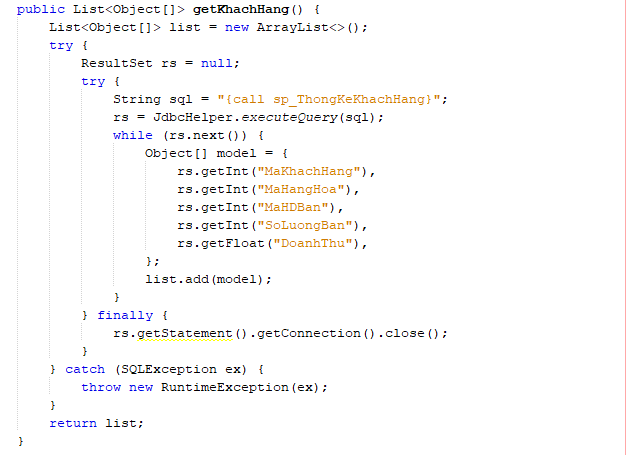 public List<Object[]> getKhachHang() {
    List<Object[]> list = new ArrayList<>();
    try {
        ResultSet rs = null;
        try {
            String sql = "{call sp_ThongKeKhachHang}";
            rs = JdbcHelper.executeQuery(sql);
            while (rs.next()) {
                Object[] model = {
                    rs.getInt("MaKhachHang"),
                    rs.getInt("MaHangHoa"),
                    rs.getInt("MaHDBan"),
                    rs.getInt("SoLuongBan"),
                    rs.getFloat("DoanhThu"),
                };
                list.add(model);
            }
        } finally {
            rs.getStatement().getConnection().close();
        }
    } catch (SQLException ex) {
        throw new RuntimeException(ex);
    }
    return list;
}